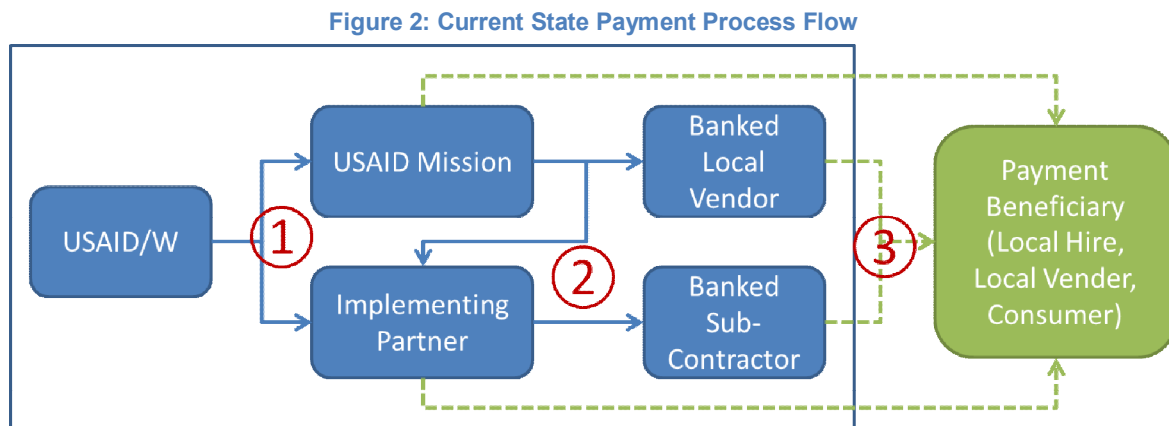 Figure 2: Current State Payment Process Flow
USAID/W
1
USAID Mission
Implementing
Partner
2
Banked
Local
Vendor
Banked
Sub-
Contractor
3
Payment
Beneficiary
(Local Hire,
Local Vender,
Consumer)